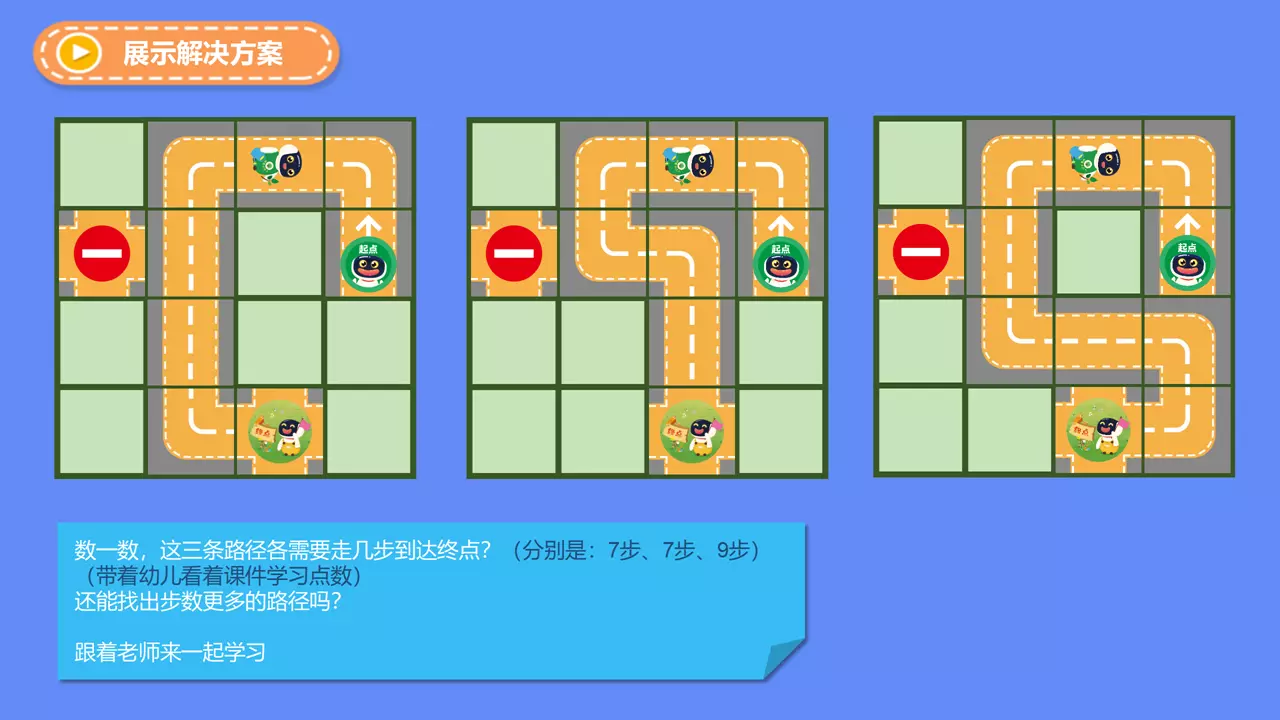 展示解决方案
起点
起点
起点
终点
终点
终点
数一数，这三条路径各需要走几步到达终点？（分别是：7步、7步、9步）
（带着幼儿看着课件学习点数）
还能找出步数更多的路径吗？
跟着老师来一起学习